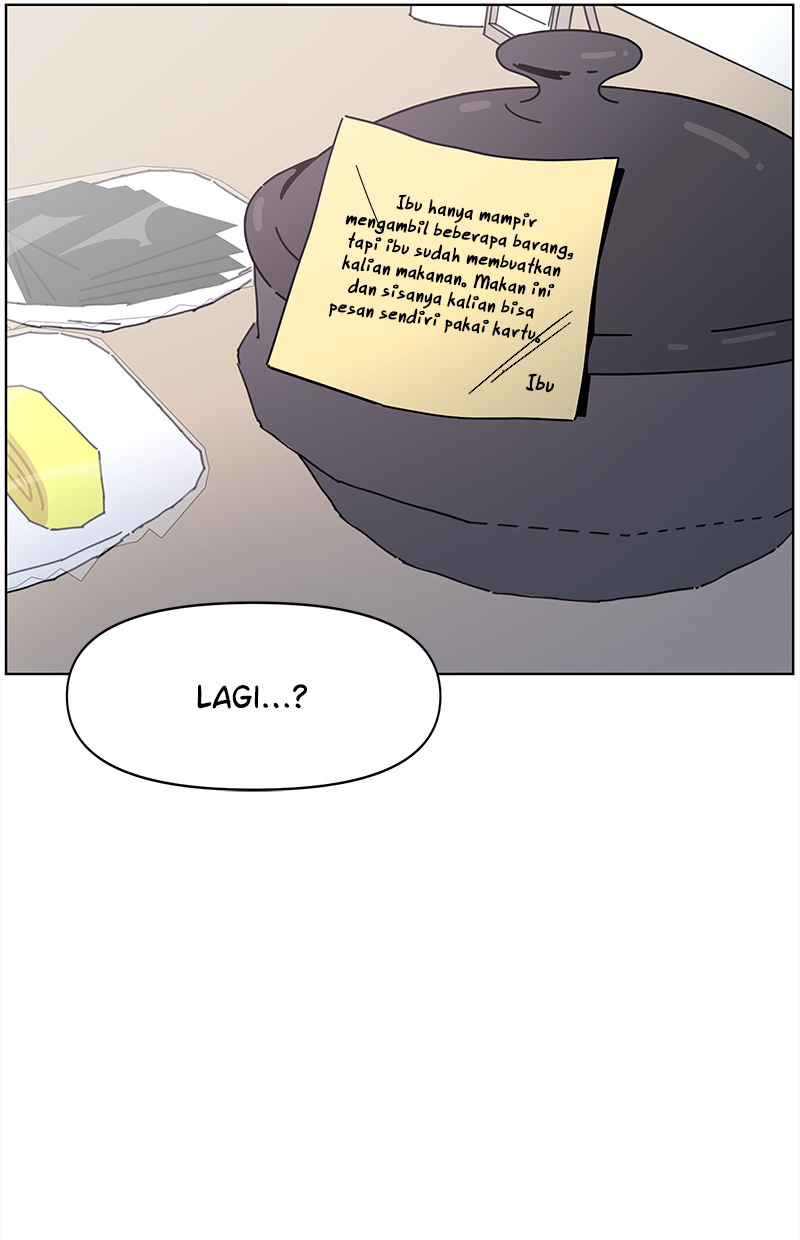 Ibu hanya mampir
mengambil beberapa barang,
tapi ibu sudah membuatkan
kalian makanan. Makan ini
dan sisanya kalian bisa
pesan sendiri pakai kartu.
Ibu
LAGI...?